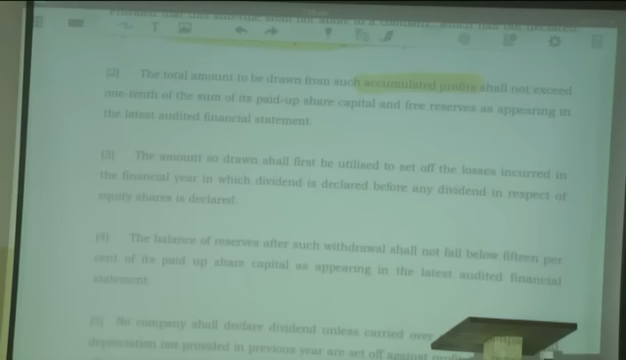 (2) The total amount to be drawn from such accumulated profits shall not exceed
one-tenth of the sum of its paid-up share capital and free reserves as appearing in
the latest audited financial statement.
(3) The amount so drawn shall first be utilised to set off the losses incurred in
the financial year in which dividend is declared before any dividend in respect of
equity shares is declared.
(4) The balance of reserves after such withdrawal shall not fall below fifteen per
cent of its paid up share capital as appearing in the latest audited financial
statement.
(5) No company shall declare dividend unless carried over
depreciation not provided in previous year are set off against